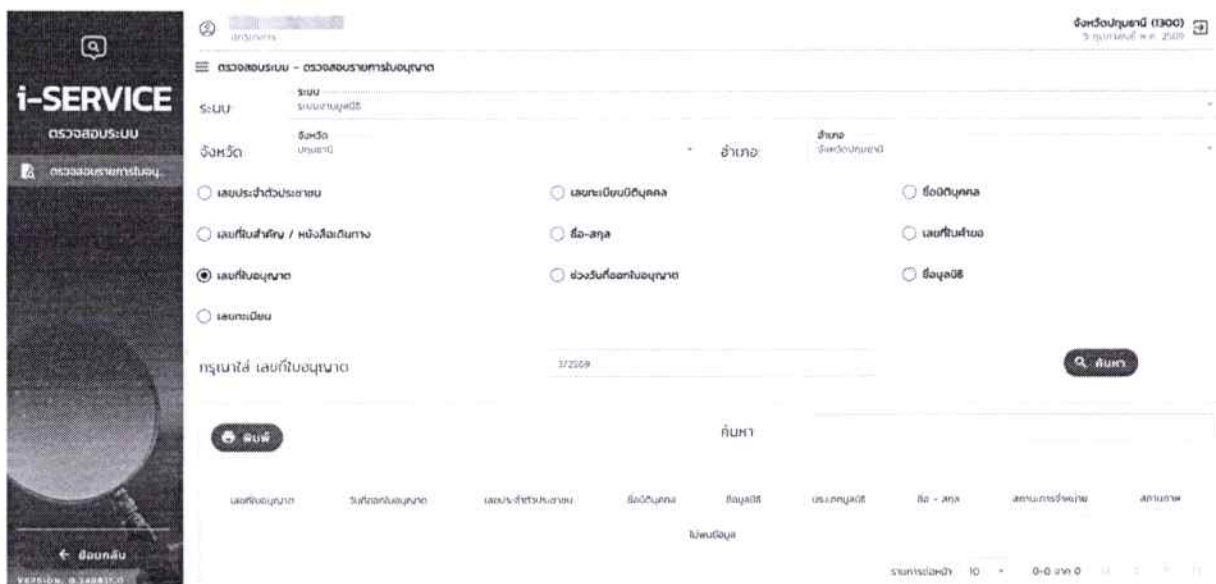 จังหวัดปทุมธานี (1300)
5 กุมภาพันธ์ พ.ศ. 2569
i-SERVICE
ตรวจสอบระบบ
ตรวจสอบรายการใบอนุ...
ตรวจสอบระบบ - ตรวจสอบรายการใบอนุญาต
ระบบ
ระบบ ระบบงานมูลนิธิ
จังหวัด อำเภอ
จังหวัด ปทุมธานี อำเภอ จังหวัดปทุมธานี
เลขประจำตัวประชาชน เลขทะเบียนนิติบุคคล ชื่อนิติบุคคล
เลขที่ใบสำคัญ / หนังสือเดินทาง ชื่อ-สกุล เลขที่ใบคำขอ
เลขที่ใบอนุญาต ช่วงวันที่ออกใบอนุญาต ชื่อมูลนิธิ
เลขทะเบียน
กรุณาใส่ เลขที่ใบอนุญาต 3/2569 ค้นหา
พิมพ์ ค้นหา
เลขที่ใบอนุญาต วันที่ออกใบอนุญาต เลขประจำตัวประชาชน ชื่อนิติบุคคล ชื่อมูลนิธิ ประเภทมูลนิธิ ชื่อ - สกุล สถานะการจำหน่าย สถานภาพ
ไม่พบข้อมูล
ย้อนกลับ
รายการต่อหน้า 10 0-0 จาก 0